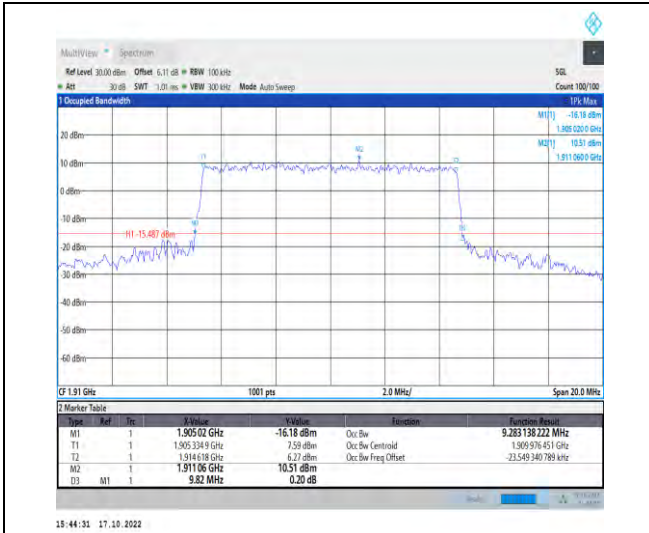 MultiView Spectrum
Ref Level 30.00 dBm Offset 6.11 dB RBW 100 kHz SGL
Att 30 dB SWT 1.01 ms VBW 300 kHz Mode Auto Sweep Count 100/100
1 Occupied Bandwidth 1Pk Max
M1[1] -16.18 dBm
1.905 020 0 GHz
M2[1] 10.51 dBm
1.911 060 0 GHz
20 dBm
T1 M2 T2
10 dBm
0 dBm
-10 dBm
H1 -15.487 dBm
-20 dBm
-30 dBm
-40 dBm
-50 dBm
-60 dBm
CF 1.91 GHz 1001 pts 2.0 MHz/ Span 20.0 MHz
2 Marker Table
Type Ref Trc X-Value Y-Value Function Function Result
M1 1 1.905 02 GHz -16.18 dBm Occ Bw 9.283 138 222 MHz
T1 1 1.905 334 9 GHz 7.59 dBm Occ Bw Centroid 1.909 976 451 GHz
T2 1 1.914 618 GHz 6.27 dBm Occ Bw Freq Offset -23.549 340 789 kHz
M2 1 1.911 06 GHz 10.51 dBm
D3 M1 1 9.82 MHz 0.20 dB
15:44:31 17.10.2022